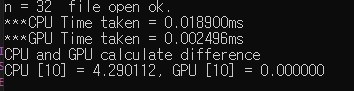 n = 32  file open ok.
***CPU Time taken = 0.018900ms
***GPU Time taken = 0.002496ms
CPU and GPU calculate difference
CPU [10] = 4.290112, GPU [10] = 0.000000